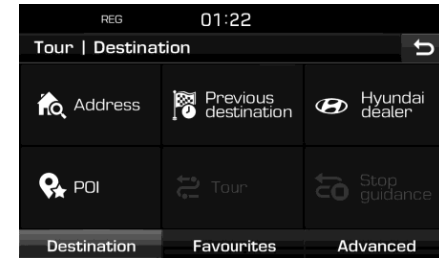 REG 01:22
Tour | Destination
Address
Previous
destination
Hyundai
dealer
POI
Tour
Stop
guidance
Destination Favourites Advanced